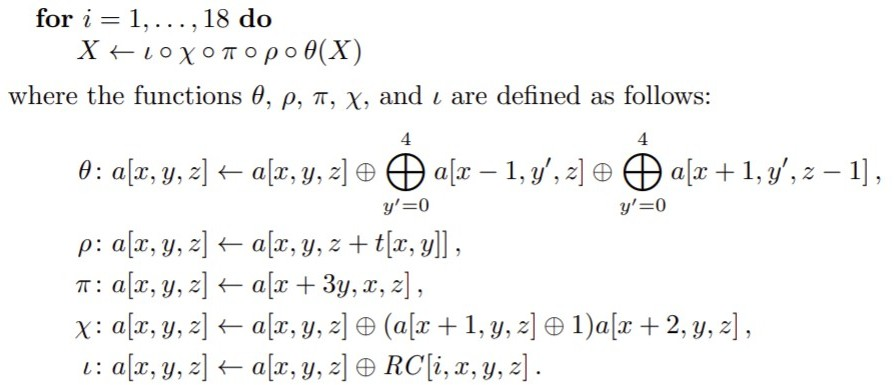 for i = 1, . . . , 18 do
X ← ι ∘ χ ∘ π ∘ ρ ∘ θ(X)
where the functions θ, ρ, π, χ, and ι are defined as follows:
θ: a[x, y, z] ← a[x, y, z] ⊕ ⨁_{y′=0}^{4} a[x − 1, y′, z] ⊕ ⨁_{y′=0}^{4} a[x + 1, y′, z − 1] ,
ρ: a[x, y, z] ← a[x, y, z + t[x, y]] ,
π: a[x, y, z] ← a[x + 3y, x, z] ,
χ: a[x, y, z] ← a[x, y, z] ⊕ (a[x + 1, y, z] ⊕ 1)a[x + 2, y, z] ,
ι: a[x, y, z] ← a[x, y, z] ⊕ RC[i, x, y, z] .